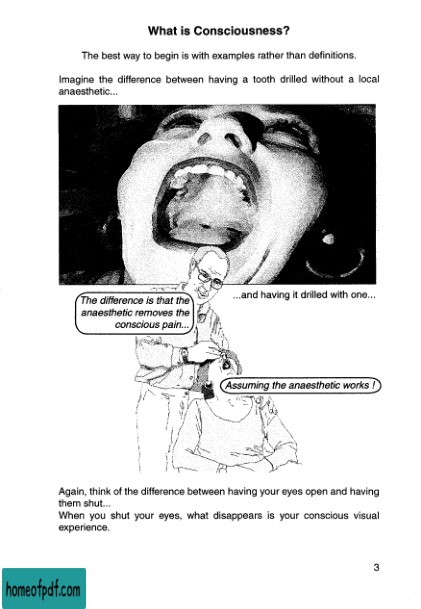 What is Consciousness?
The best way to begin is with examples rather than definitions.
Imagine the difference between having a tooth drilled without a local
anaesthetic...
...and having it drilled with one...
The difference is that the
anaesthetic removes the
conscious pain...
Assuming the anaesthetic works !
Again, think of the difference between having your eyes open and having
them shut...
When you shut your eyes, what disappears is your conscious visual
experience.
3
homeofpdf.com